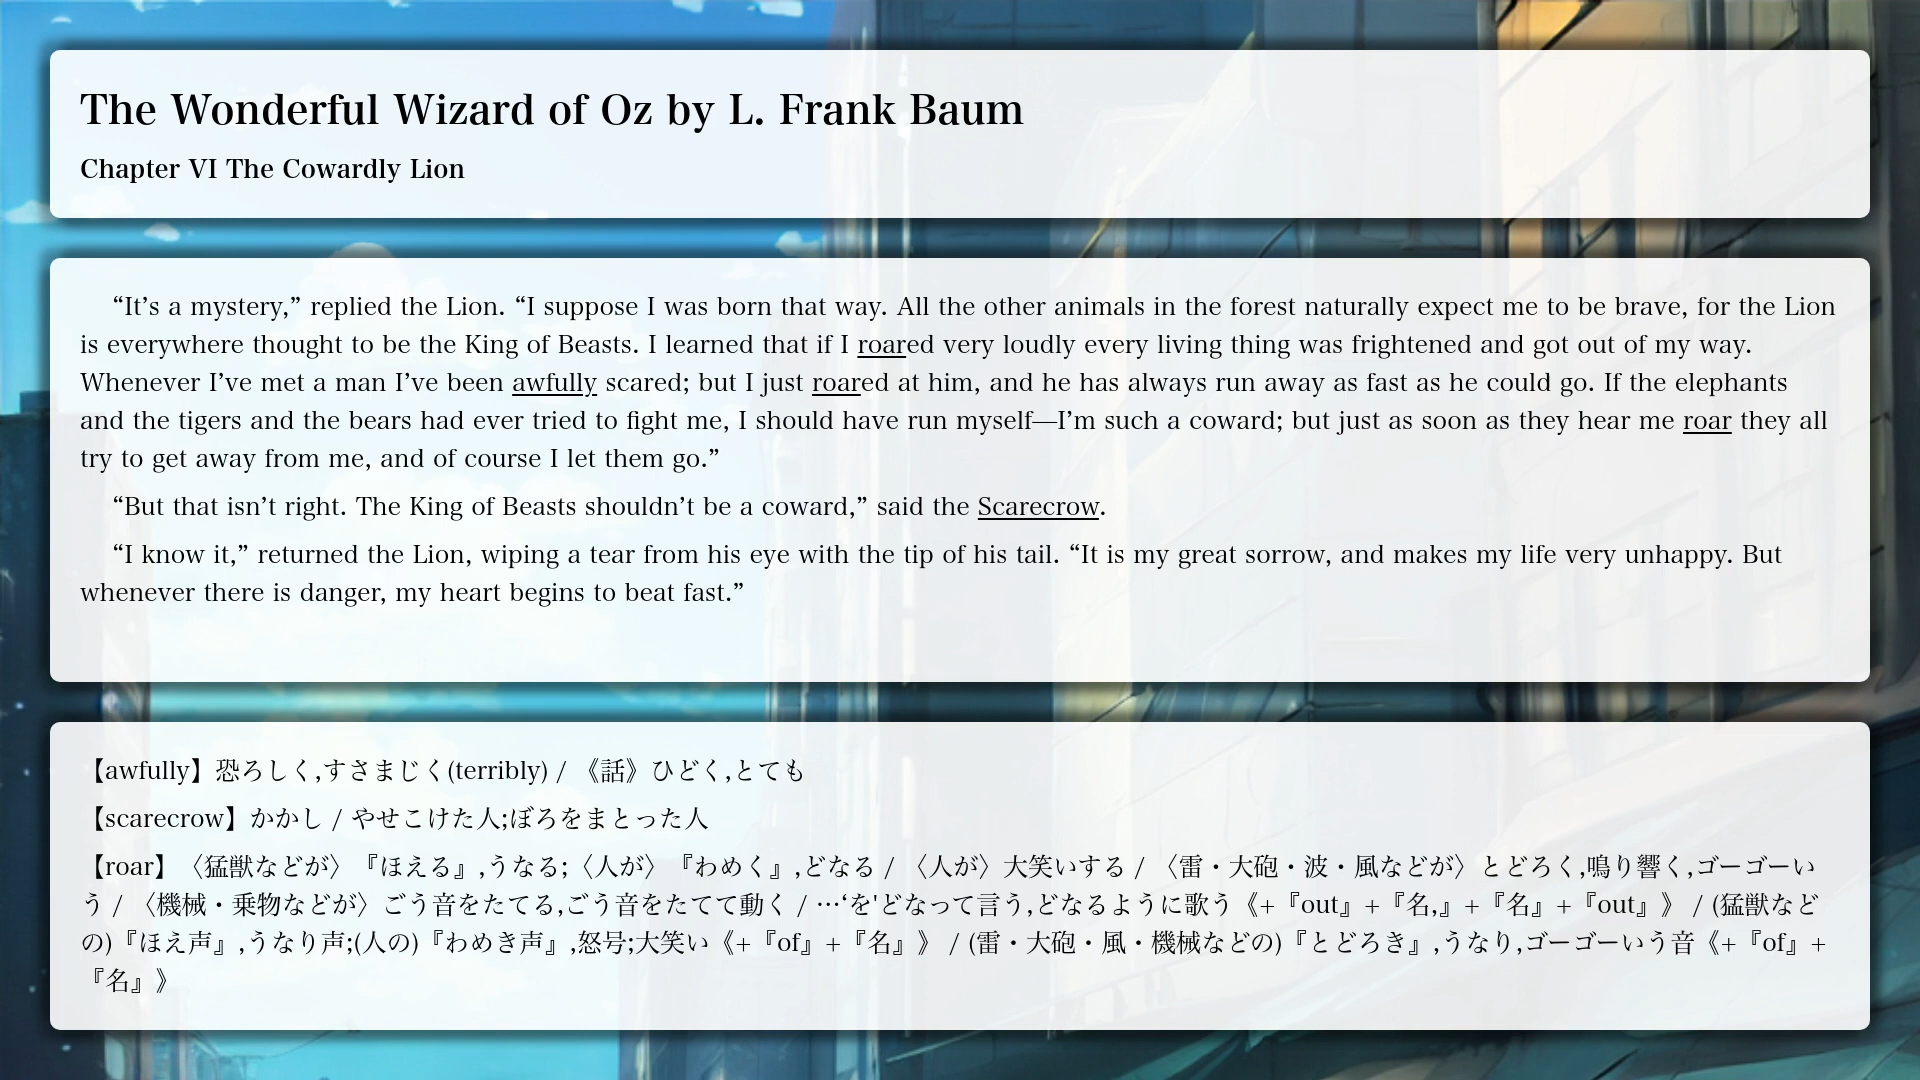 The Wonderful Wizard of Oz by L. Frank Baum
Chapter VI The Cowardly Lion
“It’s a mystery,” replied the Lion. “I suppose I was born that way. All the other animals in the forest naturally expect me to be brave, for the Lion
is everywhere thought to be the King of Beasts. I learned that if I roared very loudly every living thing was frightened and got out of my way.
Whenever I’ve met a man I’ve been awfully scared; but I just roared at him, and he has always run away as fast as he could go. If the elephants
and the tigers and the bears had ever tried to fight me, I should have run myself—I’m such a coward; but just as soon as they hear me roar they all
try to get away from me, and of course I let them go.”
“But that isn’t right. The King of Beasts shouldn’t be a coward,” said the Scarecrow.
“I know it,” returned the Lion, wiping a tear from his eye with the tip of his tail. “It is my great sorrow, and makes my life very unhappy. But
whenever there is danger, my heart begins to beat fast.”
【awfully】恐ろしく,すさまじく(terribly) / 《話》ひどく,とても
【scarecrow】かかし / やせこけた人;ぼろをまとった人
【roar】〈猛獣などが〉『ほえる』,うなる;〈人が〉『わめく』,どなる / 〈人が〉大笑いする / 〈雷・大砲・波・風などが〉とどろく,鳴り響く,ゴーゴーい
う / 〈機械・乗物などが〉ごう音をたてる,ごう音をたてて動く / …‘を'どなって言う,どなるように歌う《+『out』+『名,』+『名』+『out』》 / (猛獣など
の)『ほえ声』,うなり声;(人の)『わめき声』,怒号;大笑い《+『of』+『名』》 / (雷・大砲・風・機械などの)『とどろき』,うなり,ゴーゴーいう音《+『of』+
『名』》